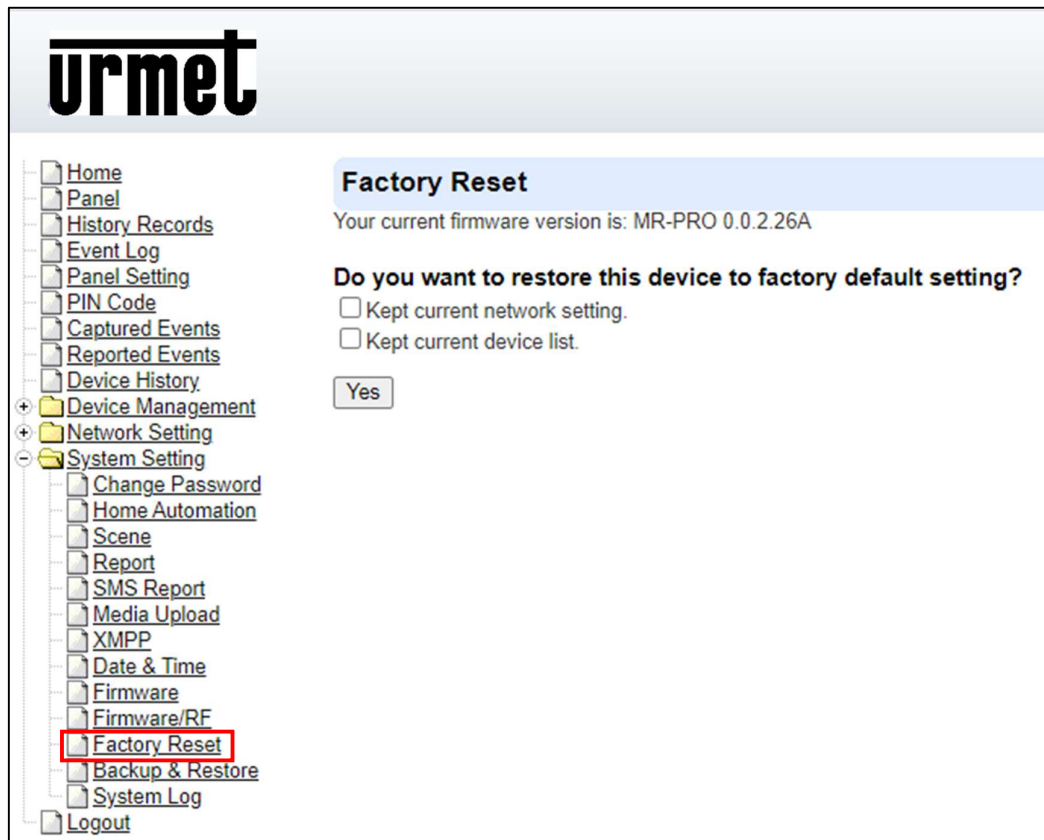 urmet
Home
Panel
History Records
Event Log
Panel Setting
PIN Code
Captured Events
Reported Events
Device History
Device Management
Network Setting
System Setting
Change Password
Home Automation
Scene
Report
SMS Report
Media Upload
XMPP
Date & Time
Firmware
Firmware/RF
Factory Reset
Backup & Restore
System Log
Logout
Factory Reset
Your current firmware version is: MR-PRO 0.0.2.26A
Do you want to restore this device to factory default setting?
Kept current network setting.
Kept current device list.
Yes